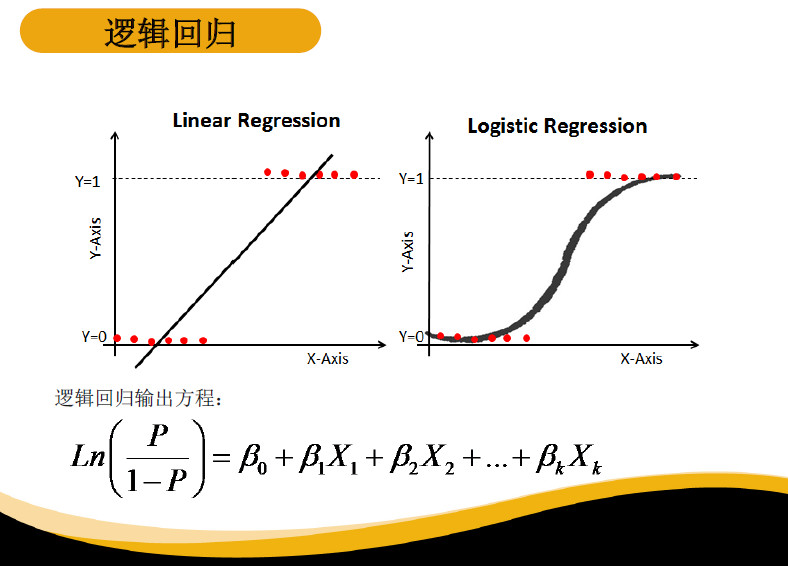 逻辑回归
Linear Regression
Y=1
Y-Axis
Y=0
X-Axis
Logistic Regression
Y=1
Y-Axis
Y=0
X-Axis
逻辑回归输出方程：
Ln(P/(1−P)) = β₀ + β₁X₁ + β₂X₂ + ... + βₖXₖ